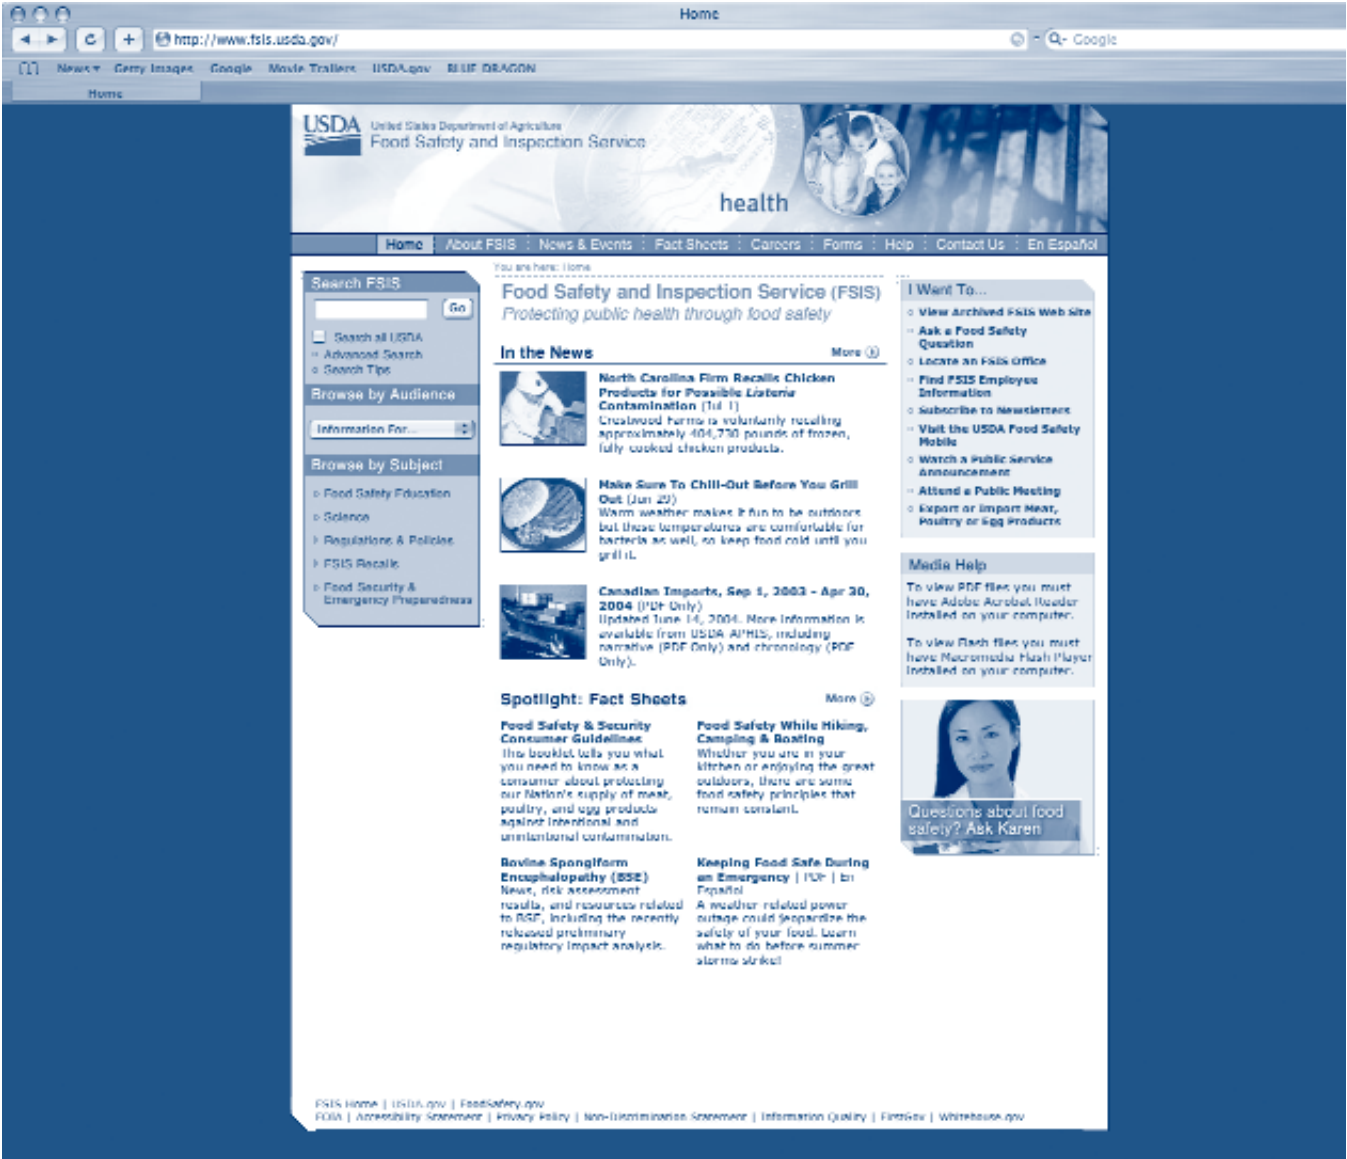 Home
http://www.fsis.usda.gov/
Google
News
Getty Images
Google
Movie Trailers
USDA.gov
BLUE DRAGON
Home
USDA
United States Department of Agriculture
Food Safety and Inspection Service
health
Home
About FSIS
News & Events
Fact Sheets
Careers
Forms
Help
Contact Us
En Español
Search FSIS
Go
Search all USDA
Advanced Search
Search Tips
Browse by Audience
Information For...
Browse by Subject
Food Safety Education
Science
Regulations & Policies
FSIS Recalls
Food Security &
Emergency Preparedness
You are here: Home
Food Safety and Inspection Service (FSIS)
Protecting public health through food safety
In the News
More
North Carolina Firm Recalls Chicken
Products for Possible Listeria
Contamination (Jul 1)
Crestwood Farms is voluntarily recalling
approximately 404,730 pounds of frozen,
fully cooked chicken products.
Make Sure To Chill-Out Before You Grill
Out (Jun 29)
Warm weather makes it fun to be outdoors
but these temperatures are comfortable for
bacteria as well, so keep food cold until you
grill it.
Canadian Imports, Sep 1, 2003 - Apr 30,
2004 (PDF Only)
Updated June 14, 2004. More information is
available from USDA APHIS, including
narrative (PDF Only) and chronology (PDF
Only).
Spotlight: Fact Sheets
More
Food Safety & Security
Consumer Guidelines
This booklet tells you what
you need to know as a
consumer about protecting
our Nation's supply of meat,
poultry, and egg products
against intentional and
unintentional contamination.
Food Safety While Hiking,
Camping & Boating
Whether you are in your
kitchen or enjoying the great
outdoors, there are some
food safety principles that
remain constant.
Bovine Spongiform
Encephalopathy (BSE)
News, risk assessment
results, and resources related
to BSE, including the recently
released preliminary
regulatory impact analysis.
Keeping Food Safe During
an Emergency | PDF | En
Español
A weather related power
outage could jeopardize the
safety of your food. Learn
what to do before summer
storms strike!
I Want To...
View Archived FSIS Web Site
Ask a Food Safety
Question
Locate an FSIS Office
Find FSIS Employee
Information
Subscribe to Newsletters
Visit the USDA Food Safety
Mobile
Watch a Public Service
Announcement
Attend a Public Meeting
Export or Import Meat,
Poultry or Egg Products
Media Help
To view PDF files you must
have Adobe Acrobat Reader
installed on your computer.
To view Flash files you must
have Macromedia Flash Player
installed on your computer.
Questions about food
safety? Ask Karen
FSIS Home | USDA.gov | FoodSafety.gov
FOIA | Accessibility Statement | Privacy Policy | Non-Discrimination Statement | Information Quality | FirstGov | Whitehouse.gov